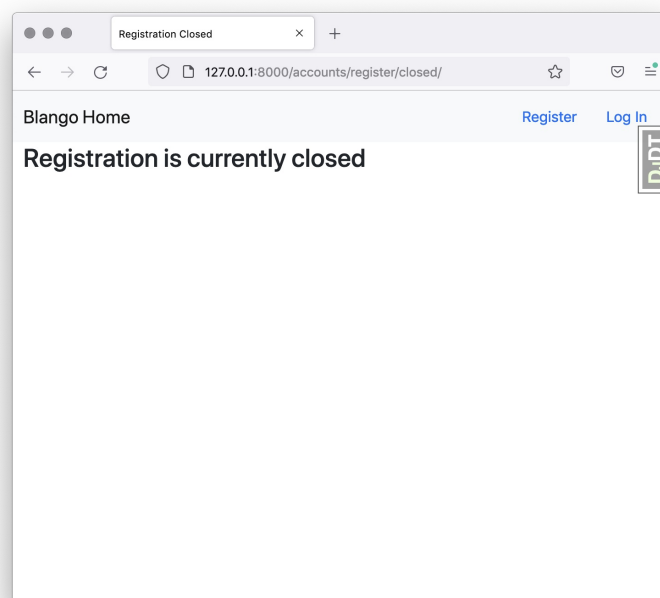 Registration Closed
127.0.0.1:8000/accounts/register/closed/
Blango Home
Register
Log In
Registration is currently closed
DjDT